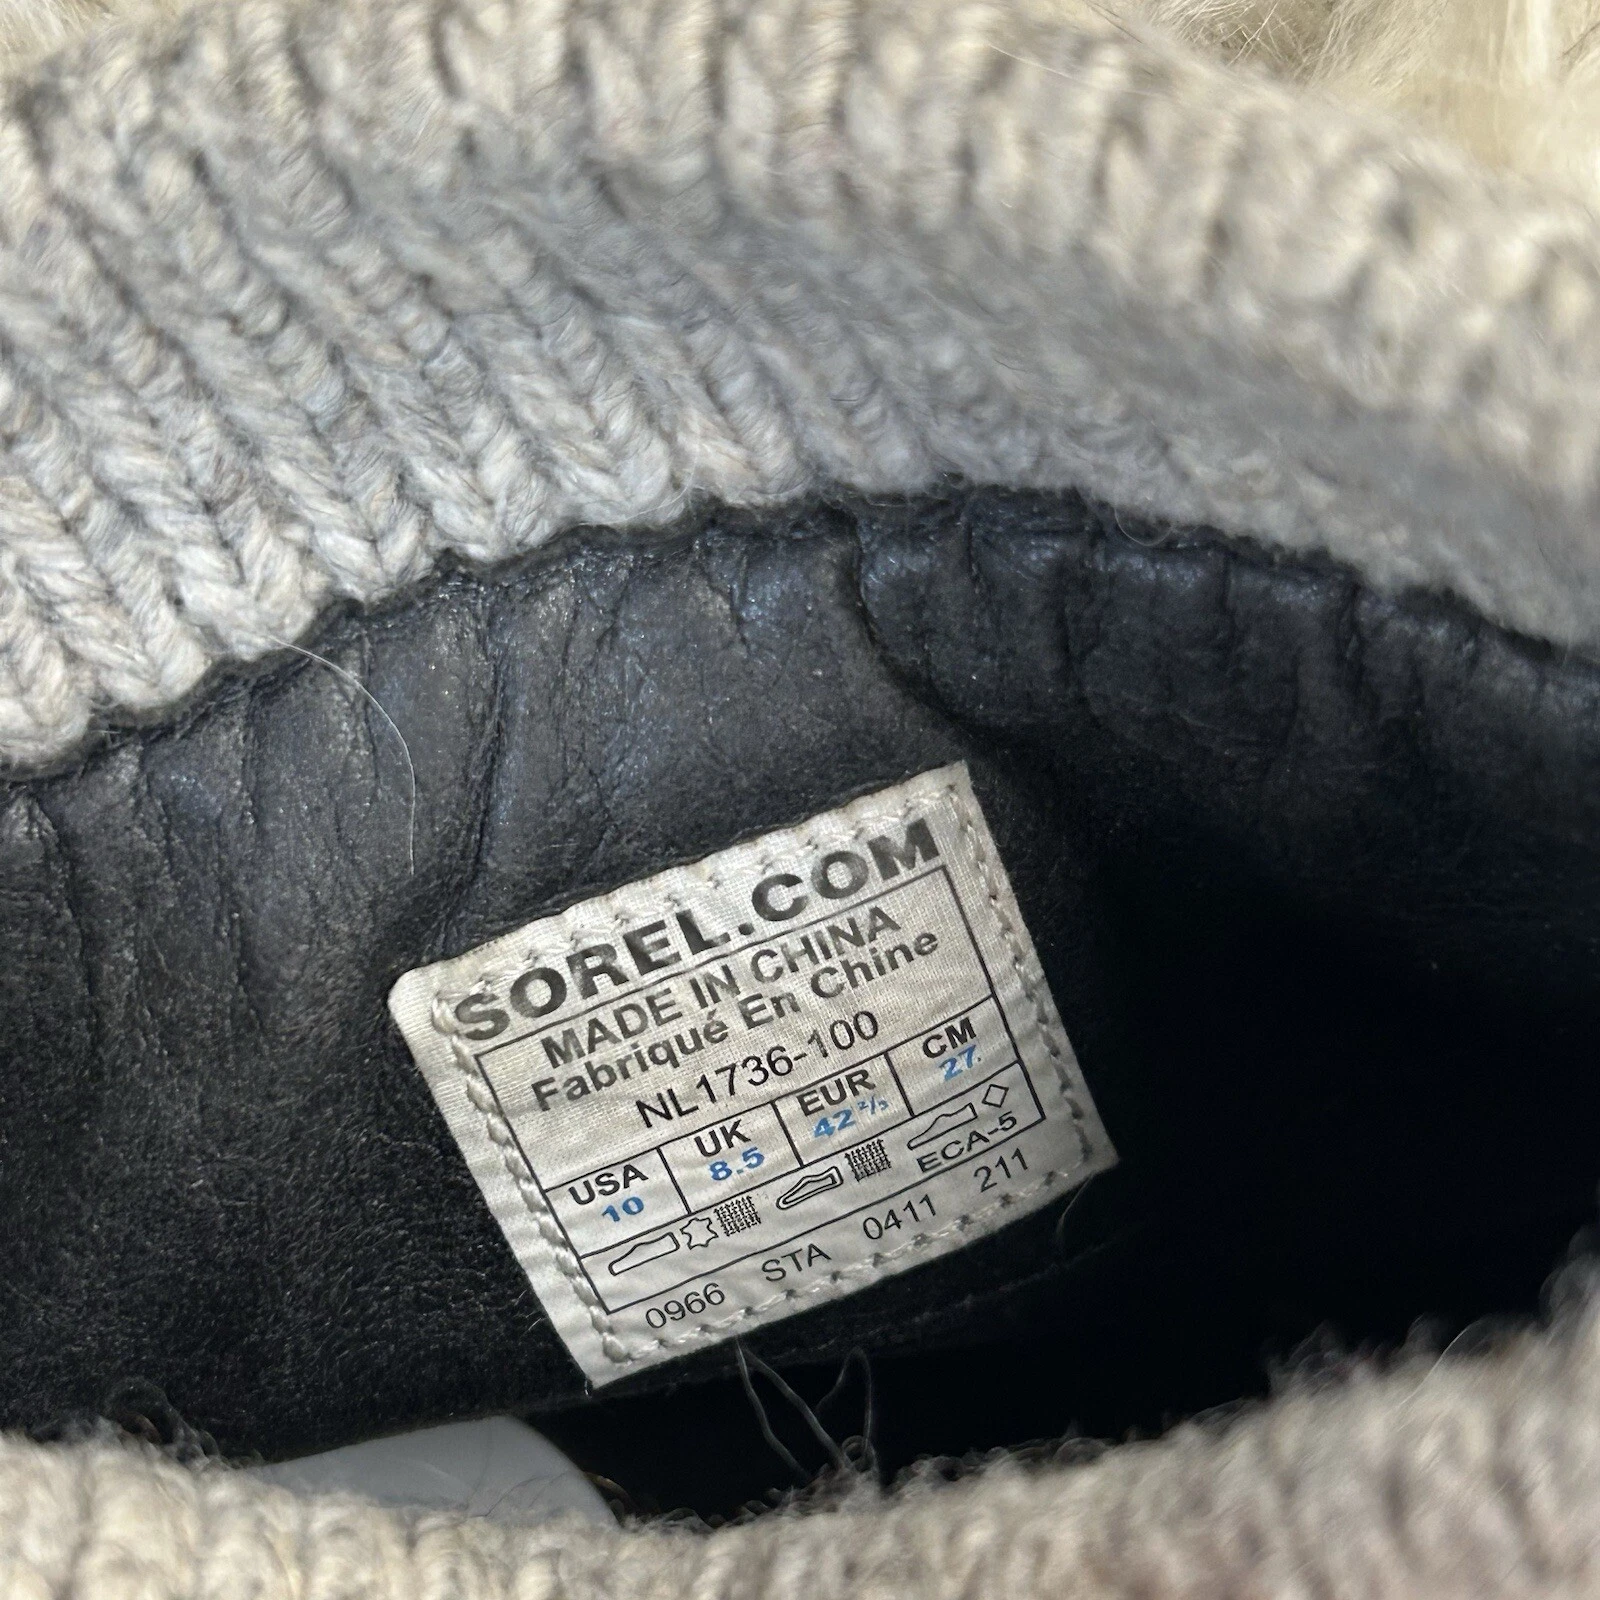 SOREL.COM
MADE IN CHINA
Fabriqué En Chine
NL1736-100
USA UK EUR CM
10 8.5 42 2/3 27.
ECA-5
0966 STA 0411 211